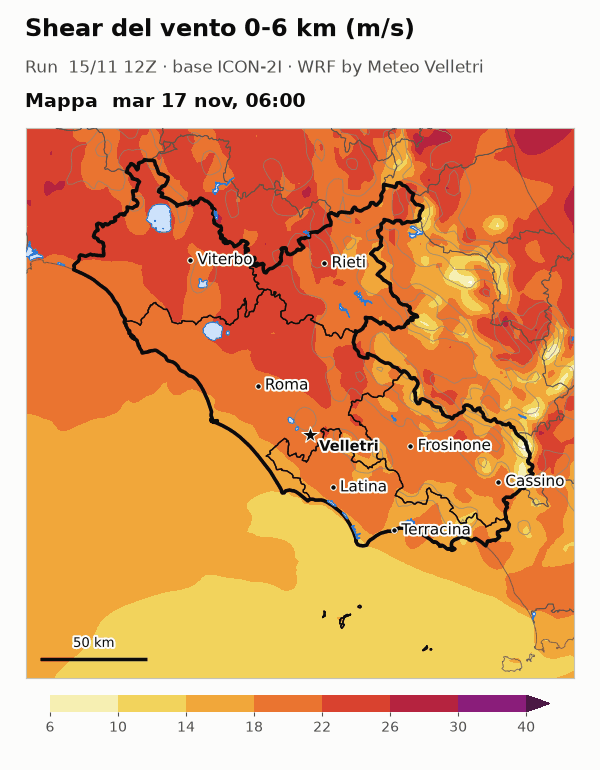 Shear del vento 0-6 km (m/s)
Run  15/11 12Z · base ICON-2I · WRF by Meteo Velletri
Mappa  mar 17 nov, 06:00
Viterbo
Rieti
Roma
Velletri
Frosinone
Latina
Cassino
Terracina
50 km
6 10 14 18 22 26 30 40